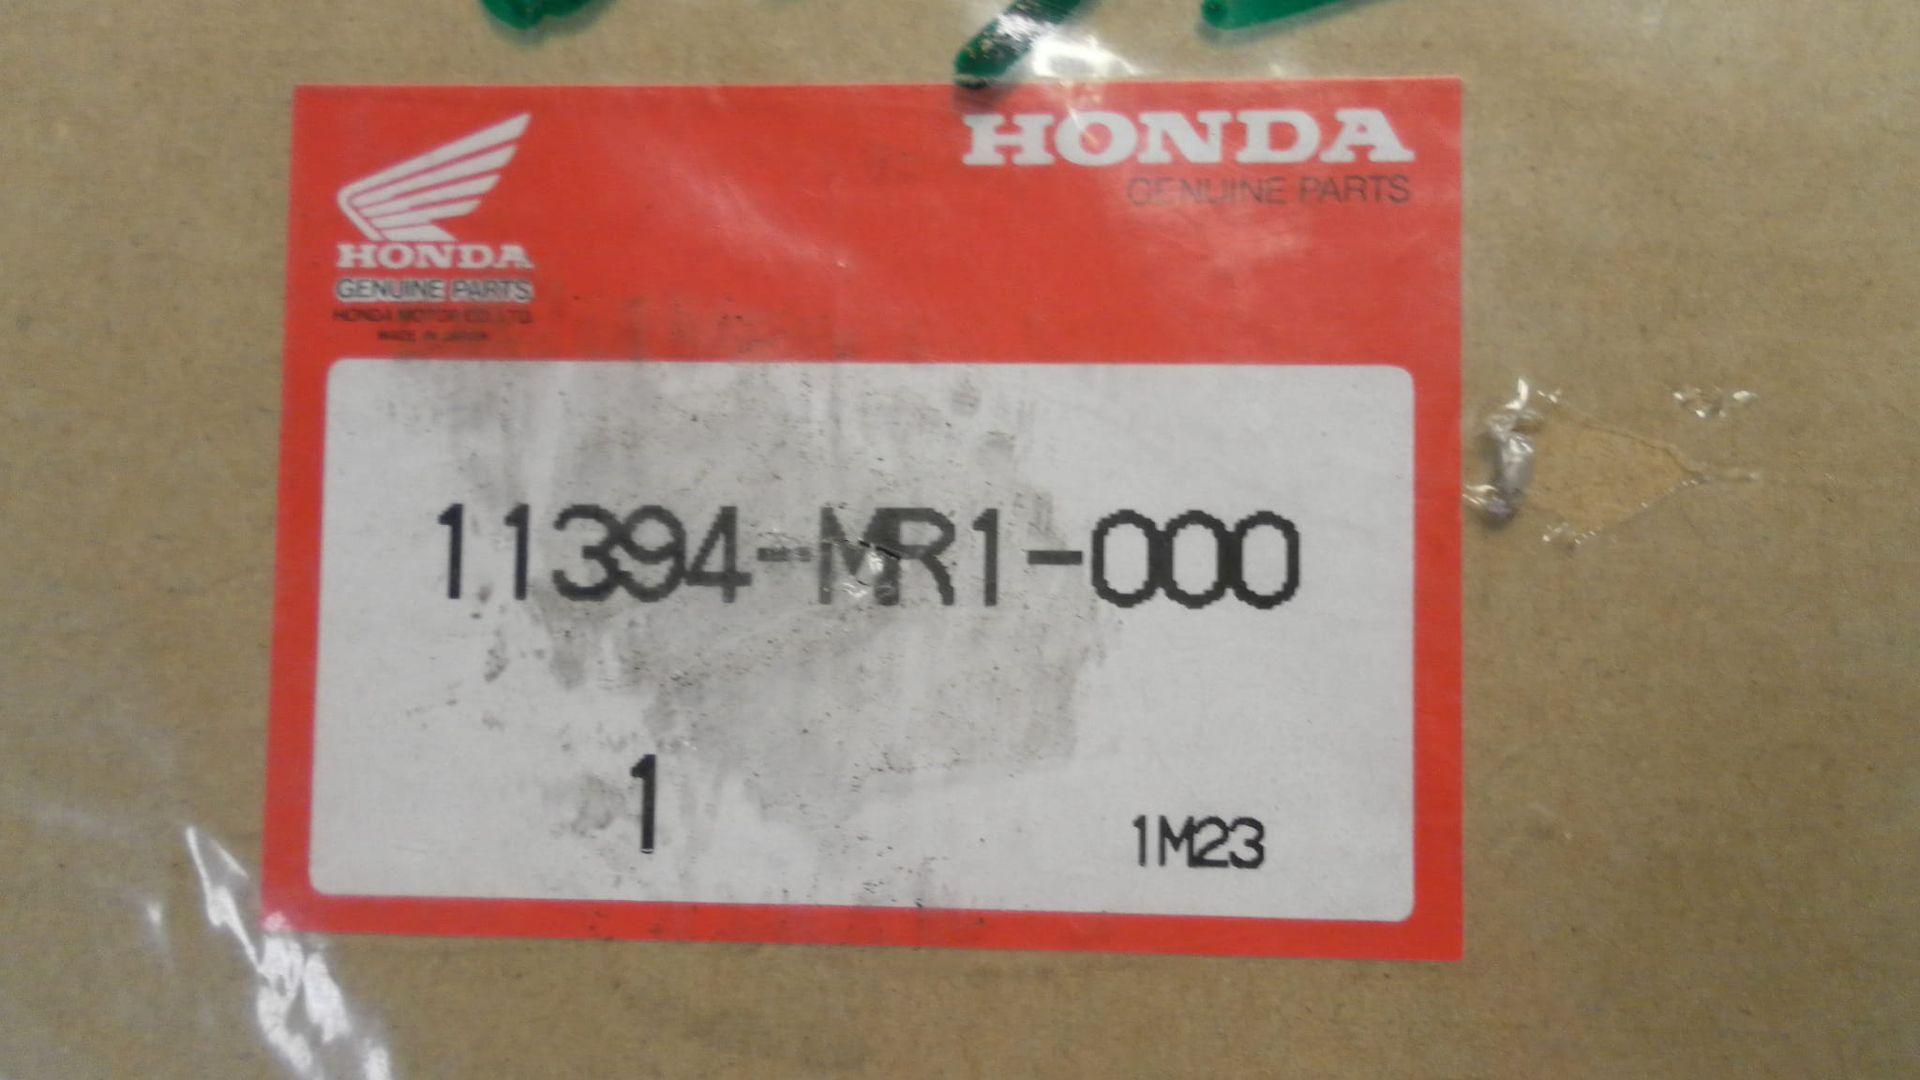 HONDA
GENUINE PARTS
HONDA
GENUINE PARTS
HONDA MOTOR CO., LTD.
MADE IN JAPAN
11394-MR1-000
1
1M23